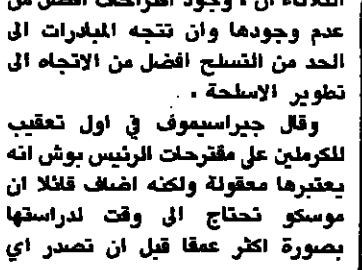 الثلاثاء ان ، وجود اقتراحات افضل من
عدم وجودها وان تتجه المبادرات الى
الحد من التسلح افضل من الاتجاه الى
تطوير الاسلحة .
وقال جيراسيموف في اول تعقيب
للكرملين على مقترحات الرئيس بوش انه
يعتبرها معقولة ولكنه اضاف قائلا ان
موسكو تحتاج الى وقت لدراستها
بصورة اكثر عمقا قبل ان تصدر اي